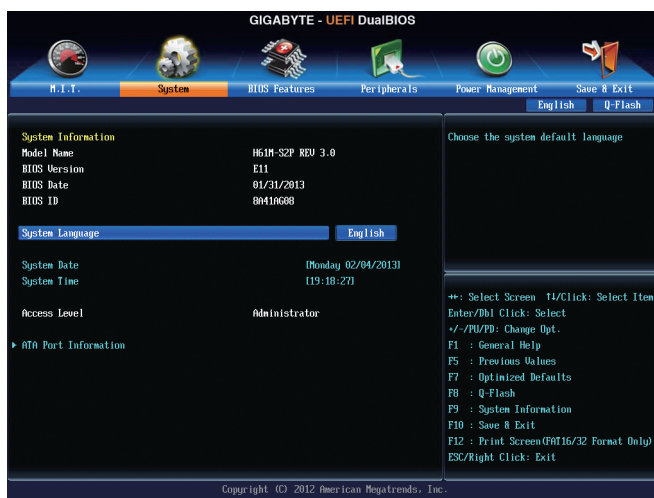 GIGABYTE - UEFI DualBIOS
M.I.T. System BIOS Features Peripherals Power Management Save & Exit
English Q-Flash
System Information
Model Name H61M-S2P REV 3.0
BIOS Version E11
BIOS Date 01/31/2013
BIOS ID 8A41AG08
System Language English
System Date [Monday 02/04/2013]
System Time [19:18:27]
Access Level Administrator
ATA Port Information
Choose the system default language
→←: Select Screen ↑↓/Click: Select Item
Enter/Dbl Click: Select
+/-/PU/PD: Change Opt.
F1 : General Help
F5 : Previous Values
F7 : Optimized Defaults
F8 : Q-Flash
F9 : System Information
F10 : Save & Exit
F12 : Print Screen(FAT16/32 Format Only)
ESC/Right Click: Exit
Copyright (C) 2012 American Megatrends, Inc.